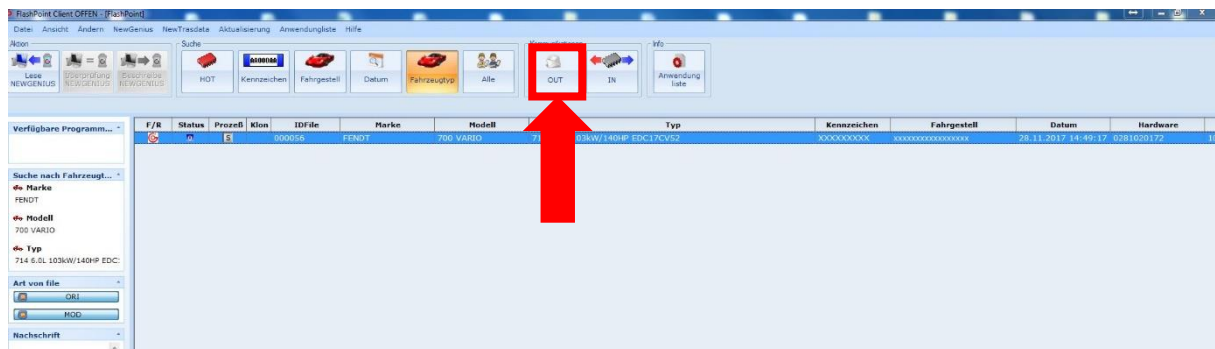 FlashPoint Client OFFEN - [FlashPoint]
Datei Ansicht Ändern NewGenius NewTrasdata Aktualisierung Anwendungliste Hilfe
Aktion Suche Info
Lese NEWGENIUS
Überprüfung NEWGENIUS
Beschreibe NEWGENIUS
HOT
Kennzeichen
Fahrgestell
Datum
Fahrzeugtyp
Alle
OUT
IN
Anwendung liste
Verfügbare Programm...
F/R Status Prozeß Klon IDFile Marke Modell Typ Kennzeichen Fahrgestell Datum Hardware
S 000056 FENDT 700 VARIO 103kW/140HP EDC17CV52 XXXXXXXXX xxxxxxxxxxxxxxxxx 28.11.2017 14:49:17 0281020172
Suche nach Fahrzeugt...
Marke
FENDT
Modell
700 VARIO
Typ
714 6.0L 103kW/140HP EDC:
Art von file
ORI
MOD
Nachschrift